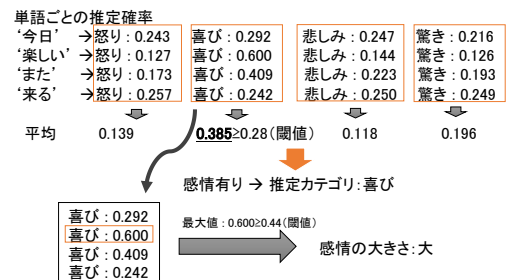 単語ごとの推定確率
‘今日’ →怒り：0.243 喜び：0.292 悲しみ：0.247 驚き：0.216
‘楽しい’ →怒り：0.127 喜び：0.600 悲しみ：0.144 驚き：0.126
‘また’ →怒り：0.173 喜び：0.409 悲しみ：0.223 驚き：0.193
‘来る’ →怒り：0.257 喜び：0.242 悲しみ：0.250 驚き：0.249
平均 0.139 0.385≥0.28（閾値） 0.118 0.196
感情有り → 推定カテゴリ：喜び
喜び：0.292
喜び：0.600
喜び：0.409
喜び：0.242
最大値：0.600≥0.44（閾値）
感情の大きさ：大